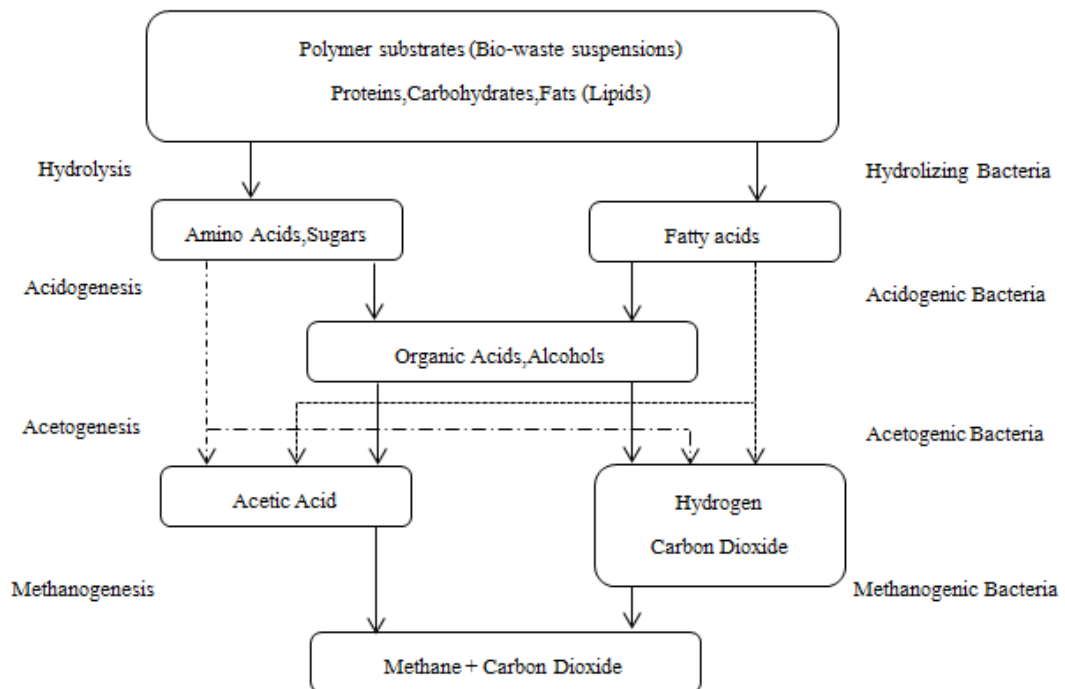 Polymer substrates (Bio-waste suspensions)
Proteins,Carbohydrates,Fats (Lipids)
Hydrolysis
Hydrolizing Bacteria
Amino Acids,Sugars
Fatty acids
Acidogenesis
Acidogenic Bacteria
Organic Acids,Alcohols
Acetogenesis
Acetogenic Bacteria
Acetic Acid
Hydrogen
Carbon Dioxide
Methanogenesis
Methanogenic Bacteria
Methane + Carbon Dioxide